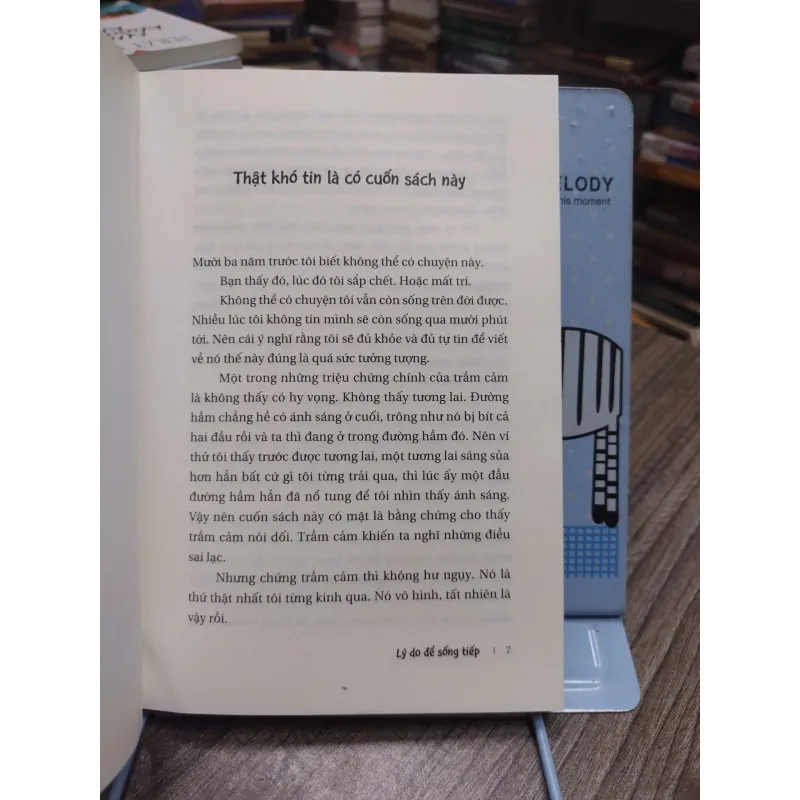 Thật khó tin là có cuốn sách này
Mười ba năm trước tôi biết không thể có chuyện này.
Bạn thấy đó, lúc đó tôi sắp chết. Hoặc mất trí.
Không thể có chuyện tôi vẫn còn sống trên đời được.
Nhiều lúc tôi không tin mình sẽ còn sống qua mười phút
tới. Nên cái ý nghĩ rằng tôi sẽ đủ khỏe và đủ tự tin để viết
về nó thế này đúng là quá sức tưởng tượng.
Một trong những triệu chứng chính của trầm cảm
là không thấy có hy vọng. Không thấy tương lai. Đường
hầm chẳng hề có ánh sáng ở cuối, trông như nó bị bít cả
hai đầu rồi và ta thì đang ở trong đường hầm đó. Nên ví
thử tôi thấy trước được tương lai, một tương lai sáng sủa
hơn hẳn bất cứ gì tôi từng trải qua, thì lúc ấy một đầu
đường hầm hẳn đã nổ tung để tôi nhìn thấy ánh sáng.
Vậy nên cuốn sách này có mặt là bằng chứng cho thấy
trầm cảm nói dối. Trầm cảm khiến ta nghĩ những điều
sai lạc.
Nhưng chứng trầm cảm thì không hư ngụy. Nó là
thứ thật nhất tôi từng kinh qua. Nó vô hình, tất nhiên là
vậy rồi.
Lý do để sống tiếp | 7
ELODY
his moment